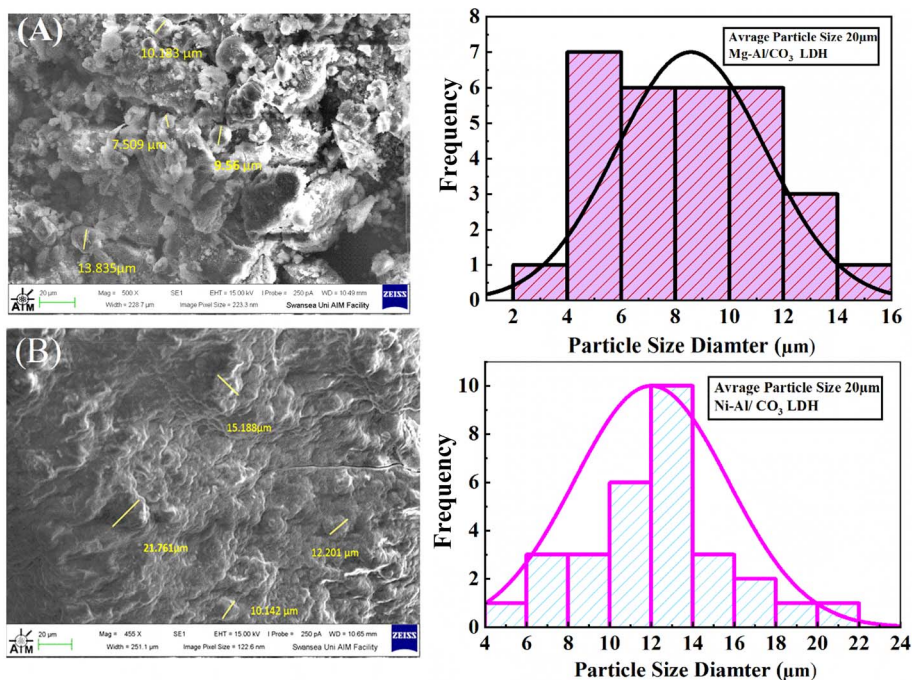 (A)
10.183 µm
7.509 µm
9.56 µm
13.835µm
20 µm
Mag = 500 X SE1 EHT = 15.00 kV I Probe = 250 pA WD = 10.49 mm
Width = 228.7 µm Image Pixel Size = 223.3 nm Swansea Uni AIM Facility
AIM
ZEISS
Avrage Particle Size 20µm
Mg-Al/CO₃ LDH
Frequency
8
7
6
5
4
3
2
1
0
2 4 6 8 10 12 14 16
Particle Size Diamter (µm)
(B)
15.188µm
21.761µm
12.201 µm
10.142 µm
20 µm
Mag = 455 X SE1 EHT = 15.00 kV I Probe = 250 pA WD = 10.65 mm
Width = 251.1 µm Image Pixel Size = 122.6 nm Swansea Uni AIM Facility
AIM
ZEISS
Avrage Particle Size 20µm
Ni-Al/ CO₃ LDH
Frequency
10
8
6
4
2
0
4 6 8 10 12 14 16 18 20 22 24
Particle Size Diamter (µm)